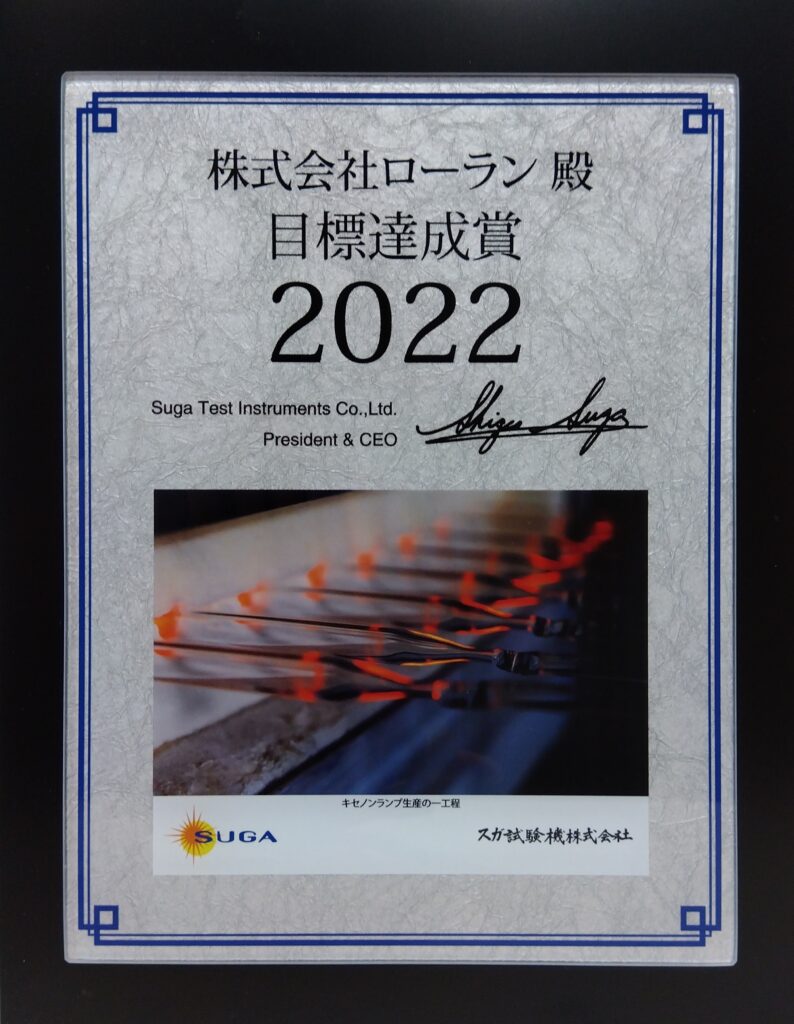 株式会社ローラン 殿
目標達成賞
2022
Suga Test Instruments Co.,Ltd.
President & CEO
Shigeo Suga
キセノンランプ生産の一工程
SUGA
スガ試験機株式会社